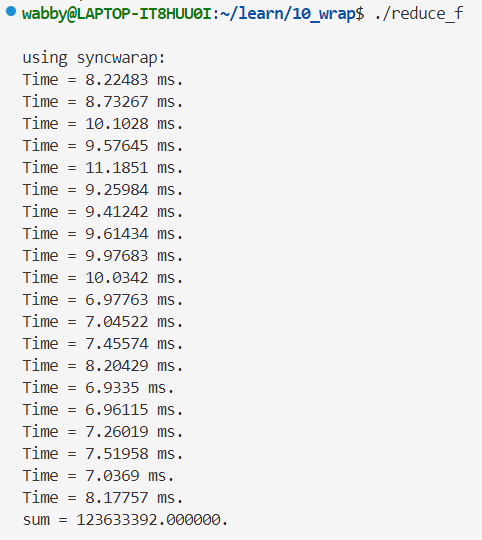 wabby@LAPTOP-IT8HUU0I:~/learn/10_wrap$ ./reduce_f
using syncwarap:
Time = 8.22483 ms.
Time = 8.73267 ms.
Time = 10.1028 ms.
Time = 9.57645 ms.
Time = 11.1851 ms.
Time = 9.25984 ms.
Time = 9.41242 ms.
Time = 9.61434 ms.
Time = 9.97683 ms.
Time = 10.0342 ms.
Time = 6.97763 ms.
Time = 7.04522 ms.
Time = 7.45574 ms.
Time = 8.20429 ms.
Time = 6.9335 ms.
Time = 6.96115 ms.
Time = 7.26019 ms.
Time = 7.51958 ms.
Time = 7.0369 ms.
Time = 8.17757 ms.
sum = 123633392.000000.